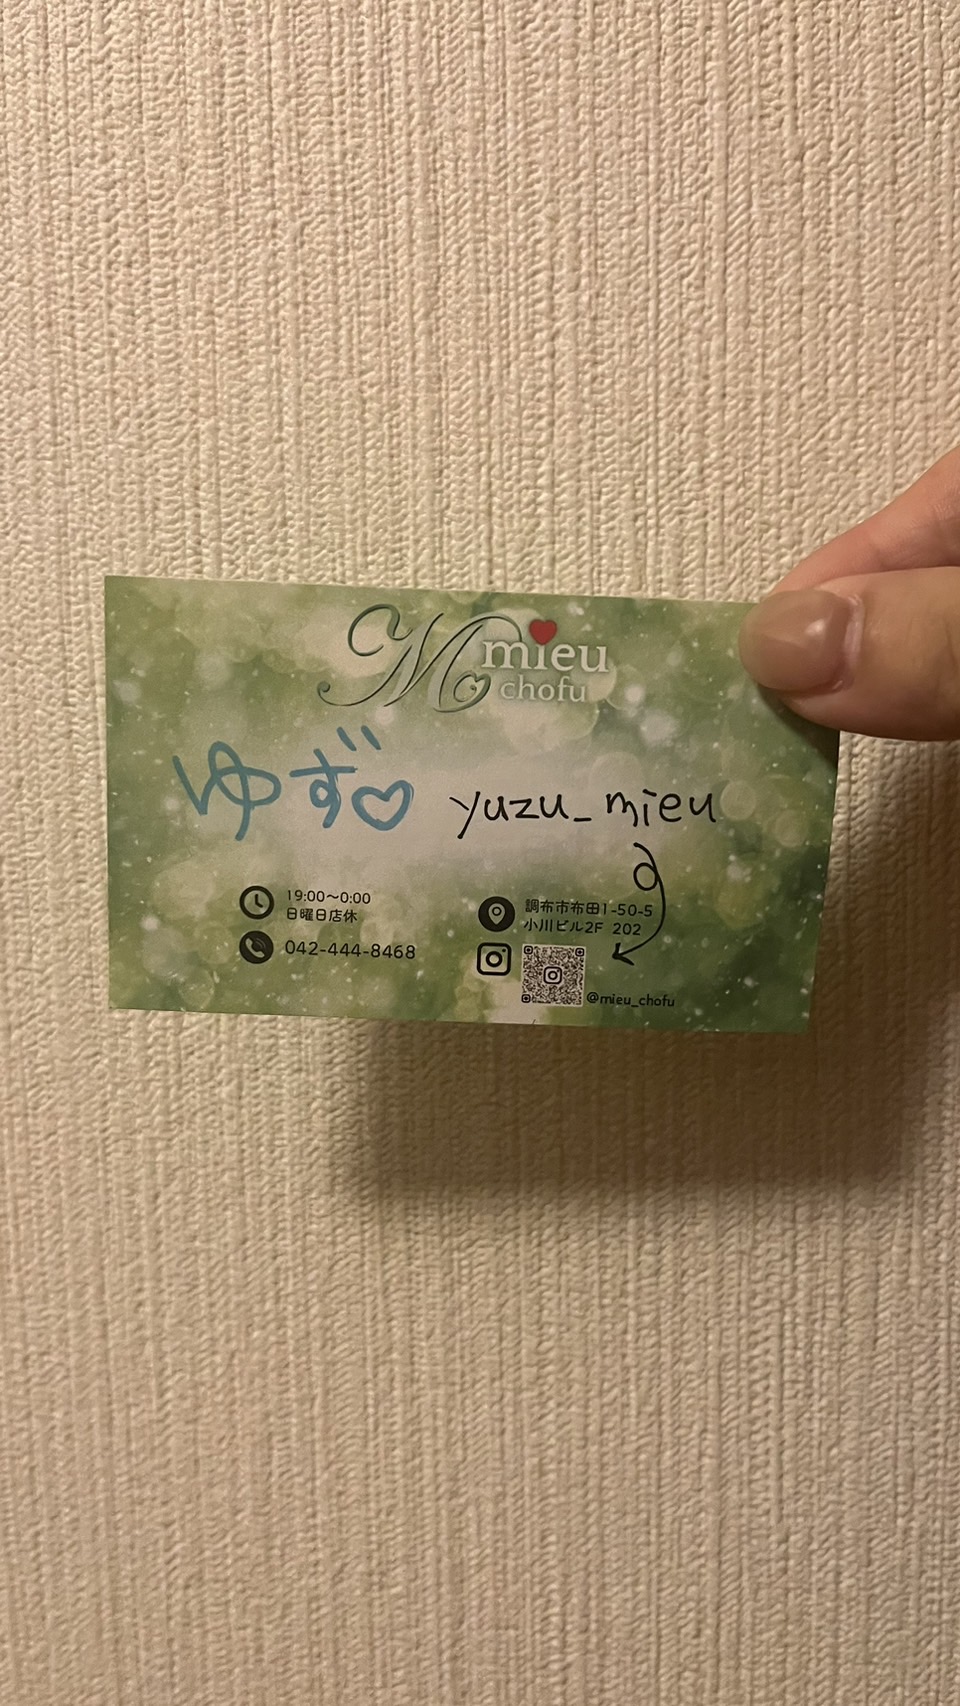 M mieu
chofu
ゆず♡
yuzu_mieu
19:00〜0:00
日曜日店休
042-444-8468
調布市布田1-50-5
小川ビル2F 202
@mieu_chofu